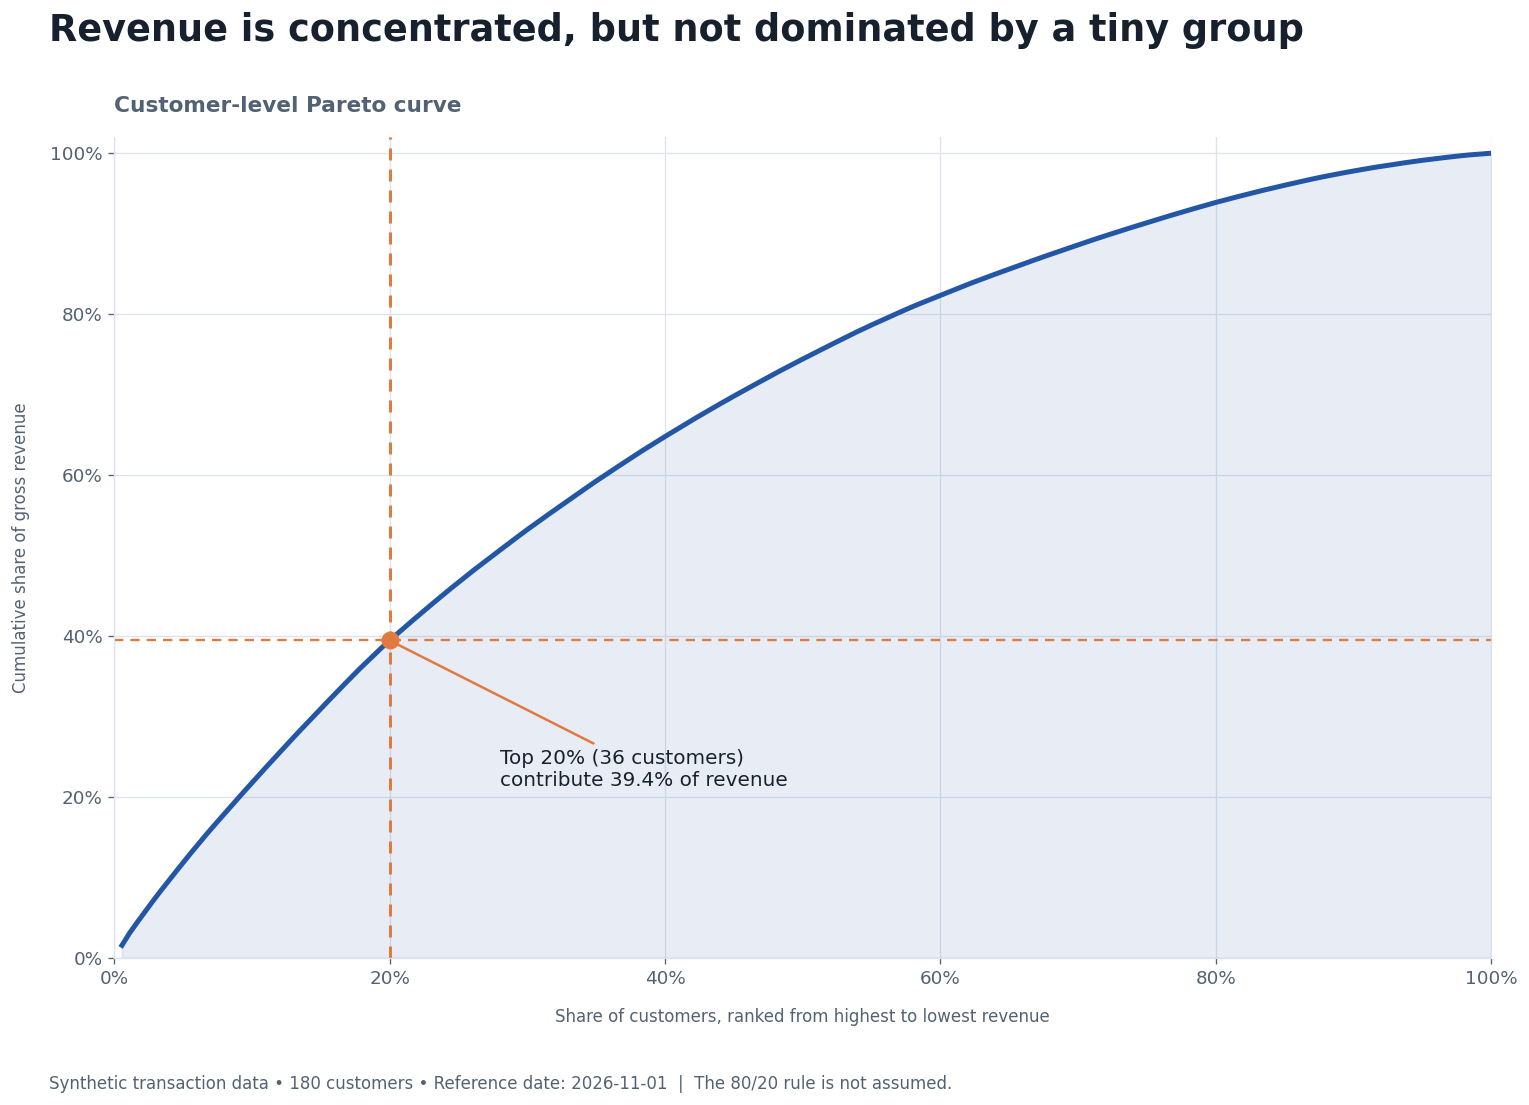 Revenue is concentrated, but not dominated by a tiny group
Customer-level Pareto curve
100%
80%
60%
40%
20%
0%
Cumulative share of gross revenue
Top 20% (36 customers)
contribute 39.4% of revenue
0%
20%
40%
60%
80%
100%
Share of customers, ranked from highest to lowest revenue
Synthetic transaction data • 180 customers • Reference date: 2026-11-01 | The 80/20 rule is not assumed.